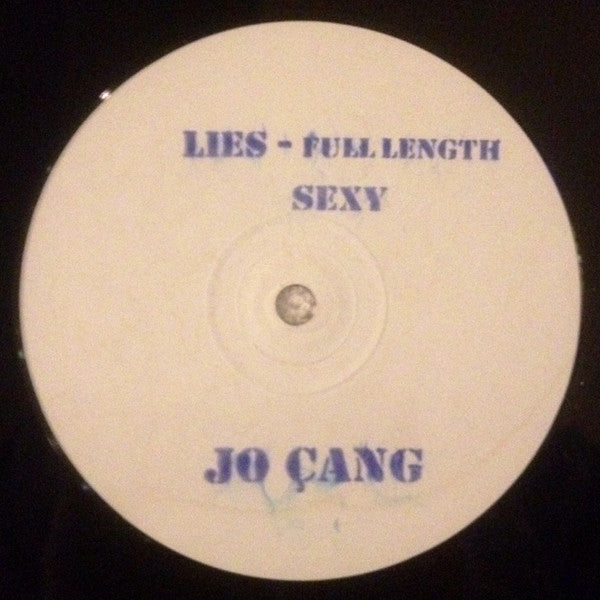 LIES - FULL LENGTH
SEXY
JO ÇANG